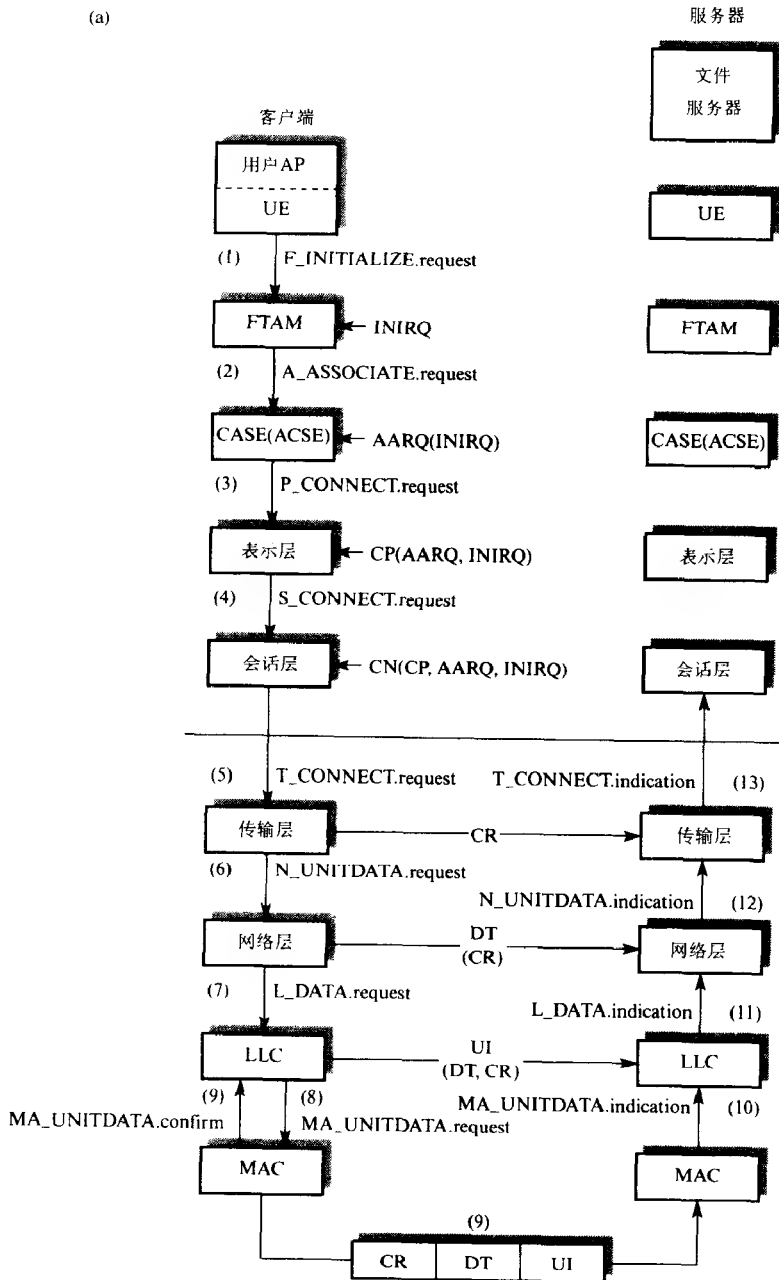 (a)
服务器
文件
服务器
客户端
用户AP
UE
UE
(1) F_INITIALIZE.request
FTAM
INIRQ
FTAM
(2) A_ASSOCIATE.request
CASE(ACSE)
AARQ(INIRQ)
CASE(ACSE)
(3) P_CONNECT.request
表示层
CP(AARQ, INIRQ)
表示层
(4) S_CONNECT.request
会话层
CN(CP, AARQ, INIRQ)
会话层
(5) T_CONNECT.request
T_CONNECT.indication (13)
传输层
CR
传输层
(6) N_UNITDATA.request
N_UNITDATA.indication (12)
网络层
DT
(CR)
网络层
(7) L_DATA.request
L_DATA.indication (11)
LLC
UI
(DT, CR)
LLC
(9) (8)
MA_UNITDATA.indication (10)
MA_UNITDATA.confirm
MA_UNITDATA.request
MAC
MAC
(9)
CR DT UI